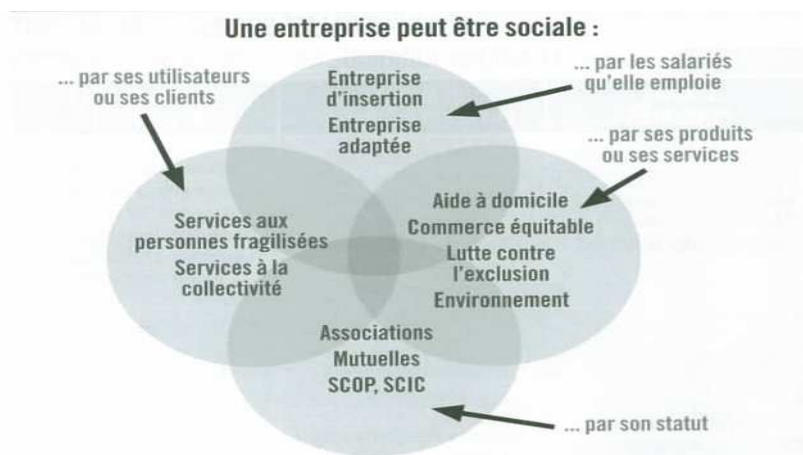 Une entreprise peut être sociale :
... par ses utilisateurs
ou ses clients
Entreprise
d'insertion
Entreprise
adaptée
... par les salariés
qu'elle emploie
... par ses produits
ou ses services
Services aux
personnes fragilisées
Services à la
collectivité
Aide à domicile
Commerce équitable
Lutte contre
l'exclusion
Environnement
Associations
Mutuelles
SCOP, SCIC
... par son statut